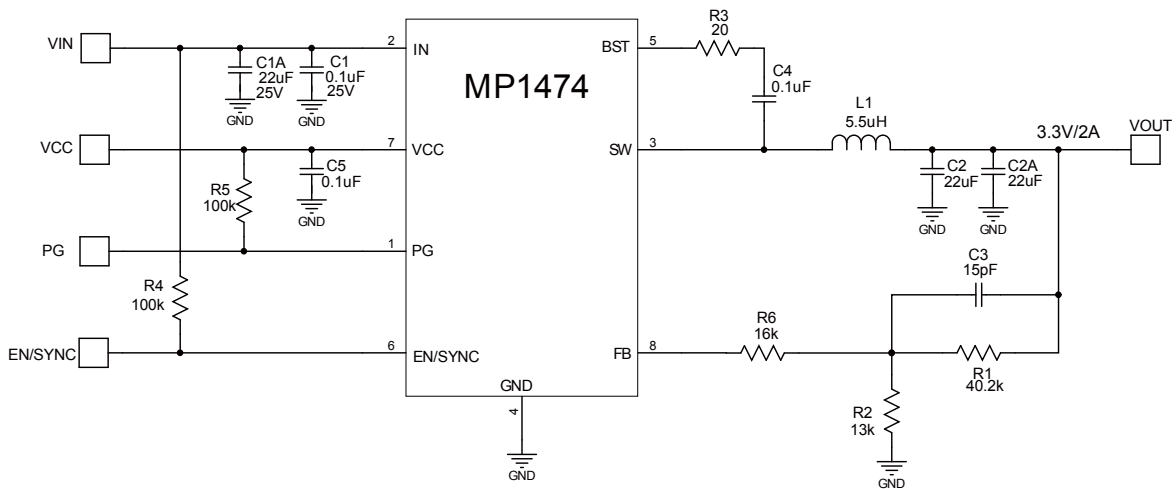 VIN
2
IN
C1A
22uF
25V
GND
C1
0.1uF
25V
GND
MP1474
BST
5
R3
20
C4
0.1uF
L1
5.5uH
3.3V/2A
VOUT
VCC
7
VCC
C5
0.1uF
GND
SW
3
C2
22uF
GND
C2A
22uF
GND
R5
100k
PG
1
PG
R4
100k
C3
15pF
EN/SYNC
6
EN/SYNC
FB
8
R6
16k
R1
40.2k
GND
4
GND
R2
13k
GND